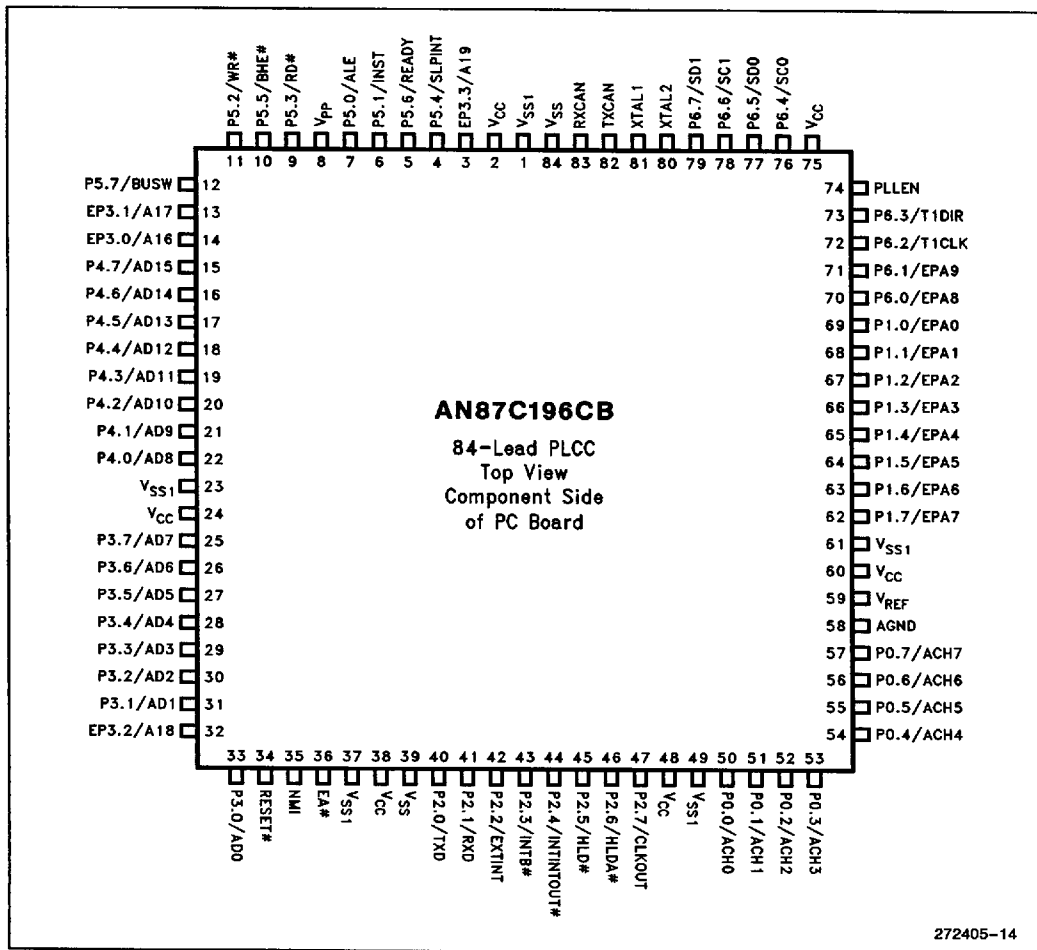 P5.2/WR#
P5.5/BHE#
P5.3/RD#
VPP
P5.0/ALE
P5.1/INST
P5.6/READY
P5.4/SLPINT
EP3.3/A19
VCC
VSS1
VSS
RXCAN
TXCAN
XTAL1
XTAL2
P6.7/SD1
P6.6/SC1
P6.5/SD0
P6.4/SC0
VCC
11 10 9 8 7 6 5 4 3 2 1 84 83 82 81 80 79 78 77 76 75
P5.7/BUSW 12
EP3.1/A17 13
EP3.0/A16 14
P4.7/AD15 15
P4.6/AD14 16
P4.5/AD13 17
P4.4/AD12 18
P4.3/AD11 19
P4.2/AD10 20
P4.1/AD9 21
P4.0/AD8 22
VSS1 23
VCC 24
P3.7/AD7 25
P3.6/AD6 26
P3.5/AD5 27
P3.4/AD4 28
P3.3/AD3 29
P3.2/AD2 30
P3.1/AD1 31
EP3.2/A18 32
AN87C196CB
84-Lead PLCC
Top View
Component Side
of PC Board
74 PLLEN
73 P6.3/T1DIR
72 P6.2/T1CLK
71 P6.1/EPA9
70 P6.0/EPA8
69 P1.0/EPA0
68 P1.1/EPA1
67 P1.2/EPA2
66 P1.3/EPA3
65 P1.4/EPA4
64 P1.5/EPA5
63 P1.6/EPA6
62 P1.7/EPA7
61 VSS1
60 VCC
59 VREF
58 AGND
57 P0.7/ACH7
56 P0.6/ACH6
55 P0.5/ACH5
54 P0.4/ACH4
33 34 35 36 37 38 39 40 41 42 43 44 45 46 47 48 49 50 51 52 53
P3.0/AD0
RESET#
NMI
EA#
VSS1
VCC
VSS
P2.0/TXD
P2.1/RXD
P2.2/EXTINT
P2.3/INTB#
P2.4/INTINTOUT#
P2.5/HLD#
P2.6/HLDA#
P2.7/CLKOUT
VCC
VSS1
P0.0/ACH0
P0.1/ACH1
P0.2/ACH2
P0.3/ACH3
272405-14